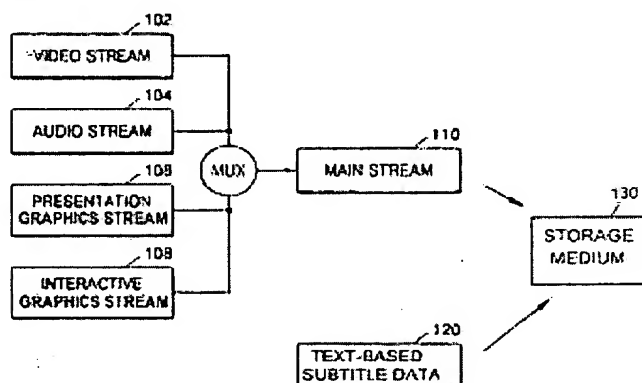 102
VIDEO STREAM
104
AUDIO STREAM
108
PRESENTATION
GRAPHICS STREAM
108
INTERACTIVE
GRAPHICS STREAM
MUX
110
MAIN STREAM
130
STORAGE
MEDIUM
120
TEXT-BASED
SUBTITLE DATA